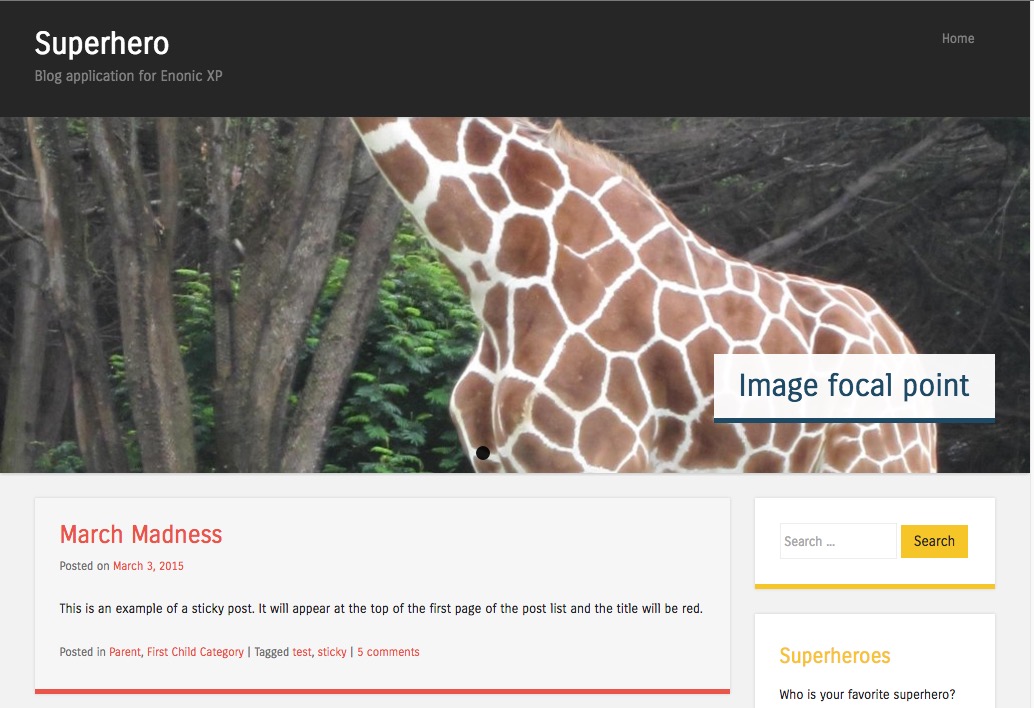 Superhero
Home
Blog application for Enonic XP
Image focal point
March Madness
Posted on March 3, 2015
This is an example of a sticky post. It will appear at the top of the first page of the post list and the title will be red.
Posted in Parent, First Child Category | Tagged test, sticky | 5 comments
Search ...
Search
Superheroes
Who is your favorite superhero?